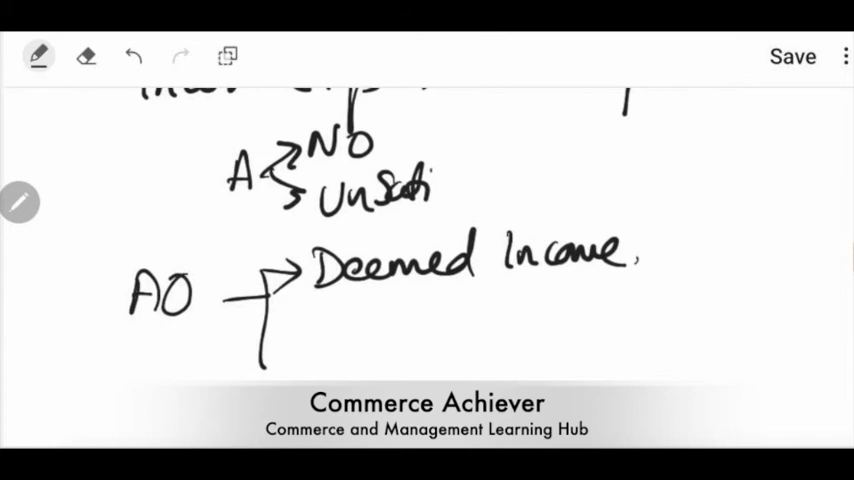 Save
A NO
UnSati
AO Deemed Income,
Commerce Achiever
Commerce and Management Learning Hub